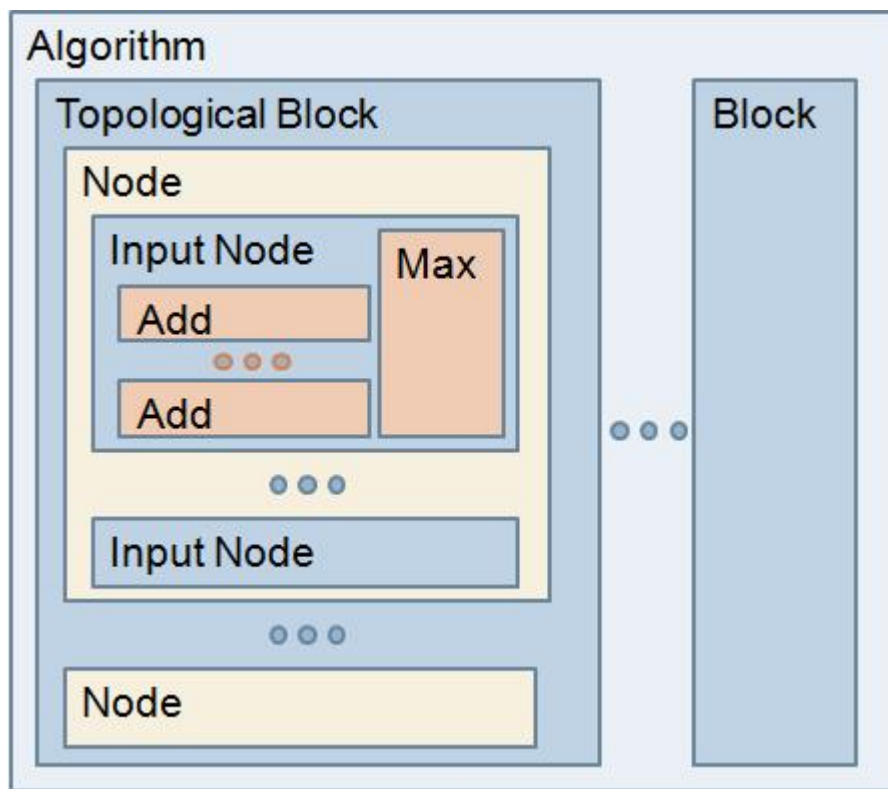 Algorithm
Topological Block
Block
Node
Input Node
Max
Add
Add
Input Node
Node